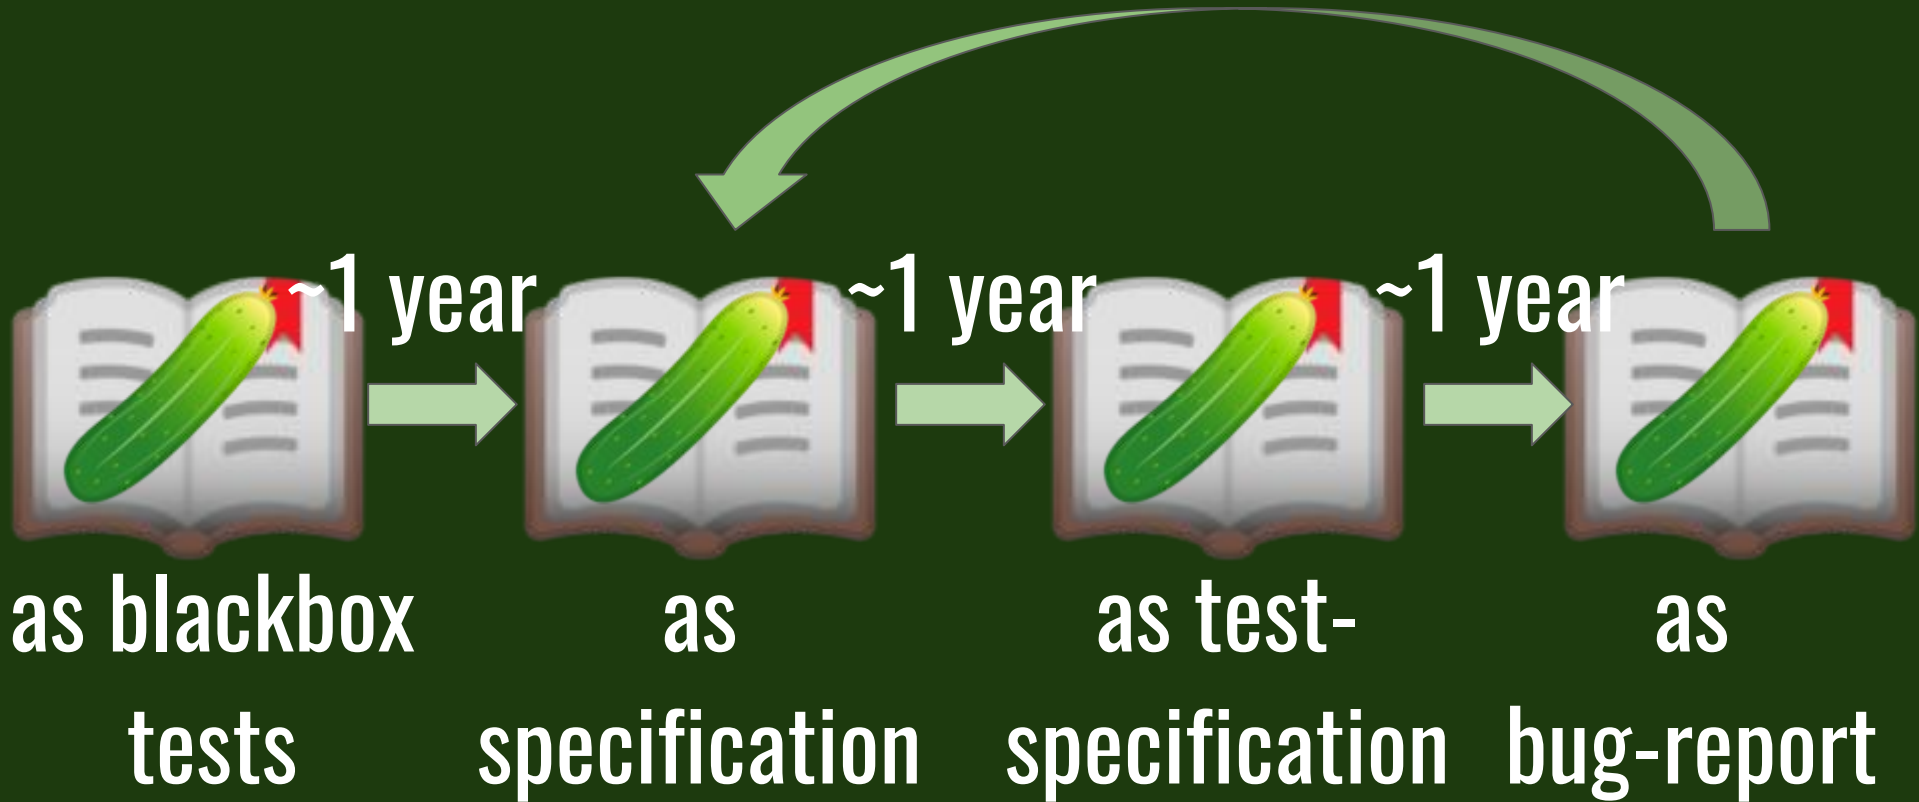 ~1 year
~1 year
~1 year
as blackbox
tests
as
specification
as test-
specification
as
bug-report